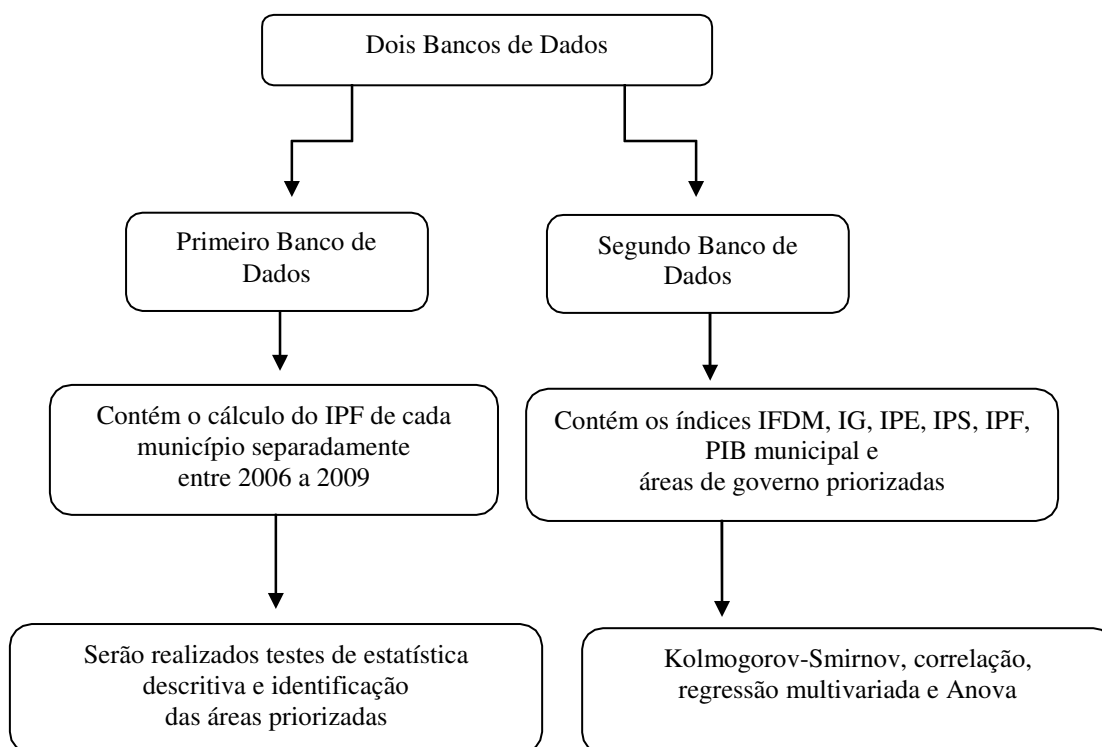 Dois Bancos de Dados
Primeiro Banco de
Dados
Segundo Banco de
Dados
Contém o cálculo do IPF de cada
município separadamente
entre 2006 a 2009
Contém os índices IFDM, IG, IPE, IPS, IPF,
PIB municipal e
áreas de governo priorizadas
Serão realizados testes de estatística
descritiva e identificação
das áreas priorizadas
Kolmogorov-Smirnov, correlação,
regressão multivariada e Anova